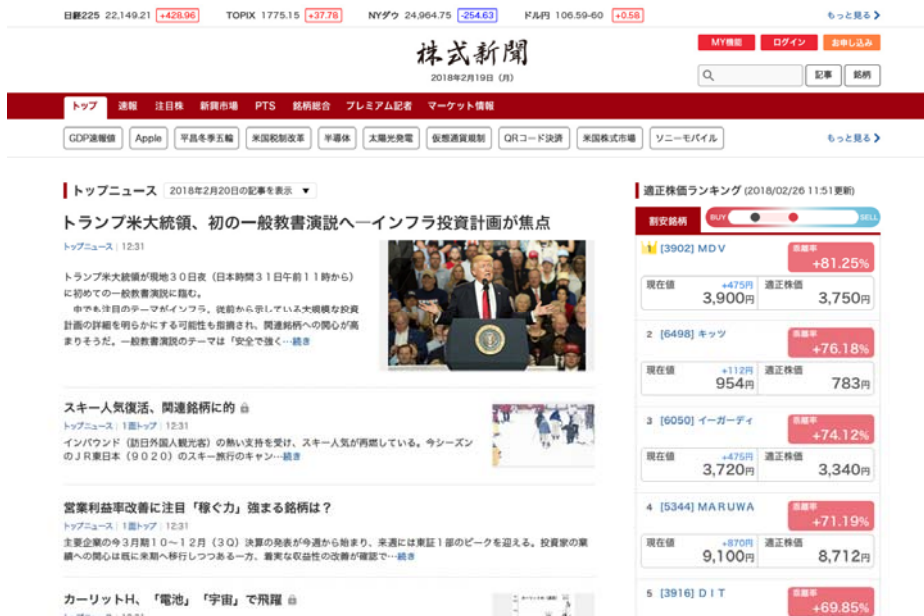 日経225 22,149.21 +428.96 TOPIX 1775.15 +37.78 NYダウ 24,964.75 -254.63 ドル円 106.59-60 +0.58 もっと見る
株式新聞
2018年2月19日（月）
MY機能 ログイン お申し込み
記事 銘柄
トップ 速報 注目株 新興市場 PTS 銘柄総合 プレミアム記者 マーケット情報
GDP速報値 Apple 平昌冬季五輪 米国税制改革 半導体 太陽光発電 仮想通貨規制 QRコード決済 米国株式市場 ソニーモバイル もっと見る
トップニュース 2018年2月20日の記事を表示 ▼
トランプ米大統領、初の一般教書演説へ―インフラ投資計画が焦点
トップニュース | 12:31
トランプ米大統領が現地３０日夜（日本時間３１日午前１１時から）
に初めての一般教書演説に臨む。
中でも注目のテーマがインフラ。従前から示している大規模な投資
計画の詳細を明らかにする可能性も指摘され、関連銘柄への関心が高
まりそうだ。一般教書演説のテーマは「安全で強く…続き
スキー人気復活、関連銘柄に的
トップニュース | 1面トップ | 12:31
インバウンド（訪日外国人観光客）の熱い支持を受け、スキー人気が再燃している。今シーズン
のＪＲ東日本（９０２０）のスキー旅行のキャン…続き
営業利益率改善に注目「稼ぐ力」強まる銘柄は？
トップニュース | 1面トップ | 12:31
主要企業の今３月期１０～１２月（３Ｑ）決算の発表が今週から始まり、来週には東証１部のピークを迎える。投資家の業
績への関心は既に来期へ移行しつつある一方、着実な収益性の改善が確認で…続き
カーリットＨ、「電池」「宇宙」で飛躍
適正株価ランキング (2018/02/26 11:51更新)
割安銘柄 BUY SELL
1 [3902] ＭＤＶ 乖離率
+81.25%
現在値 +475円 適正株価
3,900円 3,750円
2 [6498] キッツ 乖離率
+76.18%
現在値 +112円 適正株価
954円 783円
3 [6050] イーガーディ 乖離率
+74.12%
現在値 +475円 適正株価
3,720円 3,340円
4 [5344] ＭＡＲＵＷＡ 乖離率
+71.19%
現在値 +870円 適正株価
9,100円 8,712円
5 [3916] ＤＩＴ 乖離率
+69.85%